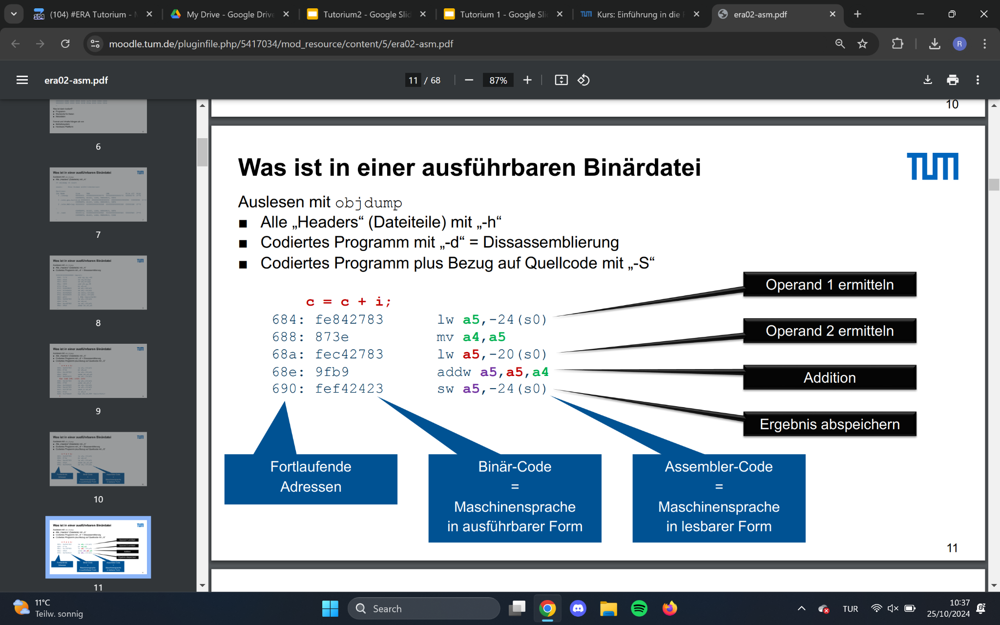 (104) #ERA Tutorium -
My Drive - Google Drive
Tutorium2 - Google Slid
Tutorium 1 - Google Slid
Kurs: Einführung in die
era02-asm.pdf
moodle.tum.de/pluginfile.php/5417034/mod_resource/content/5/era02-asm.pdf
R
era02-asm.pdf
11 / 68
87%
6
Was ist in einer ausführbaren Binärdatei
TUM
7
Was ist in einer ausführbaren Binärdatei
TUM
8
Was ist in einer ausführbaren Binärdatei
TUM
9
Was ist in einer ausführbaren Binärdatei
TUM
10
Was ist in einer ausführbaren Binärdatei
TUM
11
10
Was ist in einer ausführbaren Binärdatei
TUM
Auslesen mit objdump
■ Alle „Headers“ (Dateiteile) mit „-h“
■ Codiertes Programm mit „-d“ = Dissassemblierung
■ Codiertes Programm plus Bezug auf Quellcode mit „-S“
c = c + i;
684: fe842783 lw a5,-24(s0)
688: 873e mv a4,a5
68a: fec42783 lw a5,-20(s0)
68e: 9fb9 addw a5,a5,a4
690: fef42423 sw a5,-24(s0)
Operand 1 ermitteln
Operand 2 ermitteln
Addition
Ergebnis abspeichern
Fortlaufende
Adressen
Binär-Code
=
Maschinensprache
in ausführbarer Form
Assembler-Code
=
Maschinensprache
in lesbarer Form
11
11°C
Teilw. sonnig
Search
TUR
10:37
25/10/2024